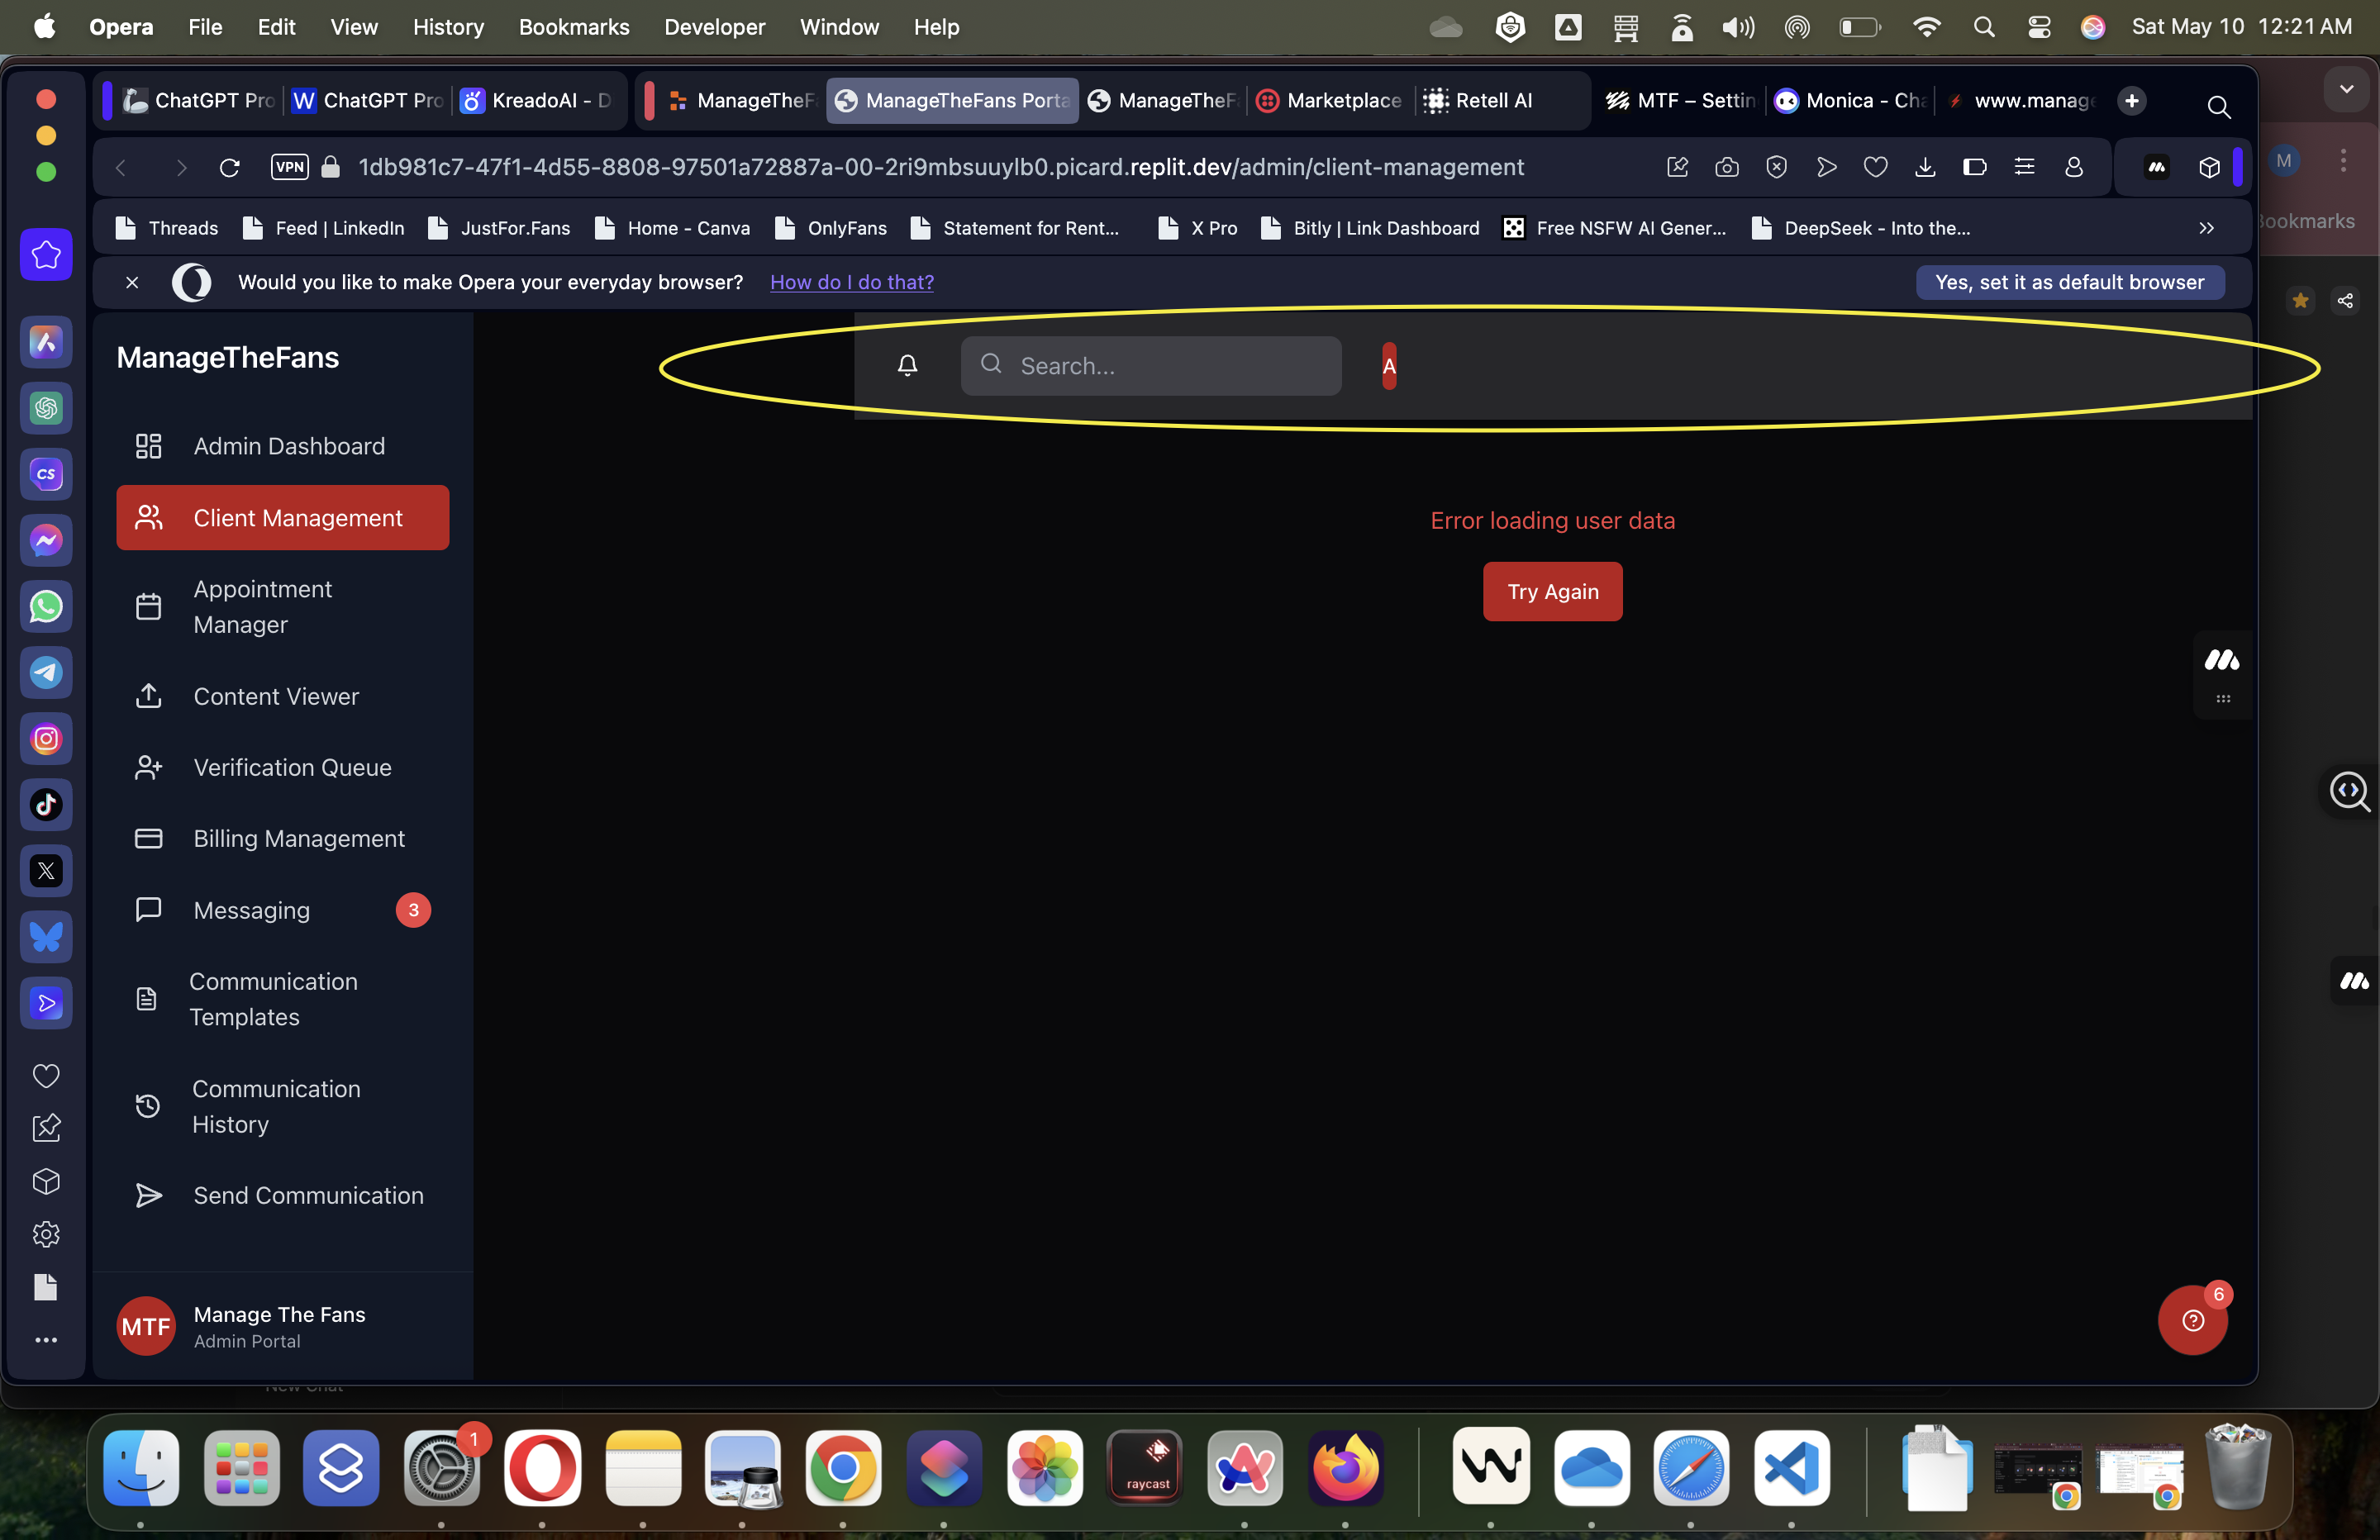 Opera File Edit View History Bookmarks Developer Window Help Sat May 10 12:21 AM
ChatGPT Pro W ChatGPT Pro KreadoAI - D ManageTheF ManageTheFans Porta ManageTheF Marketplace Retell AI MTF – Settin Monica - Cha www.manage
VPN 1db981c7-47f1-4d55-8808-97501a72887a-00-2ri9mbsuuylb0.picard.replit.dev/admin/client-management M
Threads Feed | LinkedIn JustFor.Fans Home - Canva OnlyFans Statement for Rent... X Pro Bitly | Link Dashboard Free NSFW AI Gener... DeepSeek - Into the... Bookmarks
Would you like to make Opera your everyday browser? How do I do that? Yes, set it as default browser
ManageTheFans
Search... A
Admin Dashboard
Client Management
Error loading user data
Try Again
CS
Appointment
Manager
Content Viewer
Verification Queue
Billing Management
Messaging 3
Communication
Templates
Communication
History
Send Communication
MTF Manage The Fans
Admin Portal
6
New Chat
1
raycast